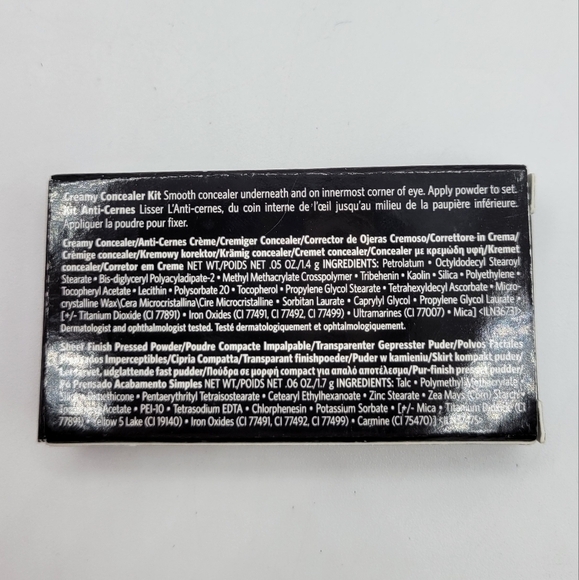 Creamy Concealer Kit Smooth concealer underneath and on innermost corner of eye. Apply powder to set.
Kit Anti-Cernes Lisser L'Anti-cernes, du coin interne de l'œil jusqu'au milieu de la paupière inférieure.
Appliquer la poudre pour fixer.
Creamy Concealer/Anti-Cernes Crème/Cremiger Concealer/Corrector de Ojeras Cremoso/Correttore in Crema/
Crèmige concealer/Kremowy korektor/Krämig concealer/Cremet concealer/Concealer με κρεμώδη υφή/Kremet
concealer/Corretor em Creme NET WT/POIDS NET .05 OZ/1.4 g INGREDIENTS: Petrolatum • Octyldodecyl Stearoyl
Stearate • Bis-diglyceryl Polyacyladipate-2 • Methyl Methacrylate Crosspolymer • Tribehenin • Kaolin • Silica • Polyethylene •
Tocopheryl Acetate • Lecithin • Polysorbate 20 • Tocopherol • Propylene Glycol Stearate • Tetrahexyldecyl Ascorbate • Micro-
crystalline Wax\Cera Microcristallina\Cire Microcristalline • Sorbitan Laurate • Caprylyl Glycol • Propylene Glycol Laurate •
[+/- Titanium Dioxide (CI 77891) • Iron Oxides (CI 77491, CI 77492, CI 77499) • Ultramarines (CI 77007) • Mica] <ILN36731>
Dermatologist and ophthalmologist tested. Testé dermatologiquement et ophtalmologiquement.
Sheer Finish Pressed Powder/Poudre Compacte Impalpable/Transparenter Gepresster Puder/Polvos Faciales
Prensados Imperceptibles/Cipria Compatta/Transparant finishpoeder/Puder w kamieniu/Skirt kompakt puder/
Let farvet, udglattende fast pudder/Πούδρα σε μορφή compact για απαλό αποτέλεσμα/Pur-finish presset pudder/
Pó Prensado Acabamento Simples NET WT/POIDS NET .06 OZ/1.7 g INGREDIENTS: Talc • Polymethyl Methacrylate •
Silica • Dimethicone • Pentaerythrityl Tetraisostearate • Cetearyl Ethylhexanoate • Zinc Stearate • Zea Mays (Corn) Starch •
Tocopheryl Acetate • PEI-10 • Tetrasodium EDTA • Chlorphenesin • Potassium Sorbate • [+/- Mica • Titanium Dioxide (CI
77891) • Yellow 5 Lake (CI 19140) • Iron Oxides (CI 77491, CI 77492, CI 77499) • Carmine (CI 75470)]